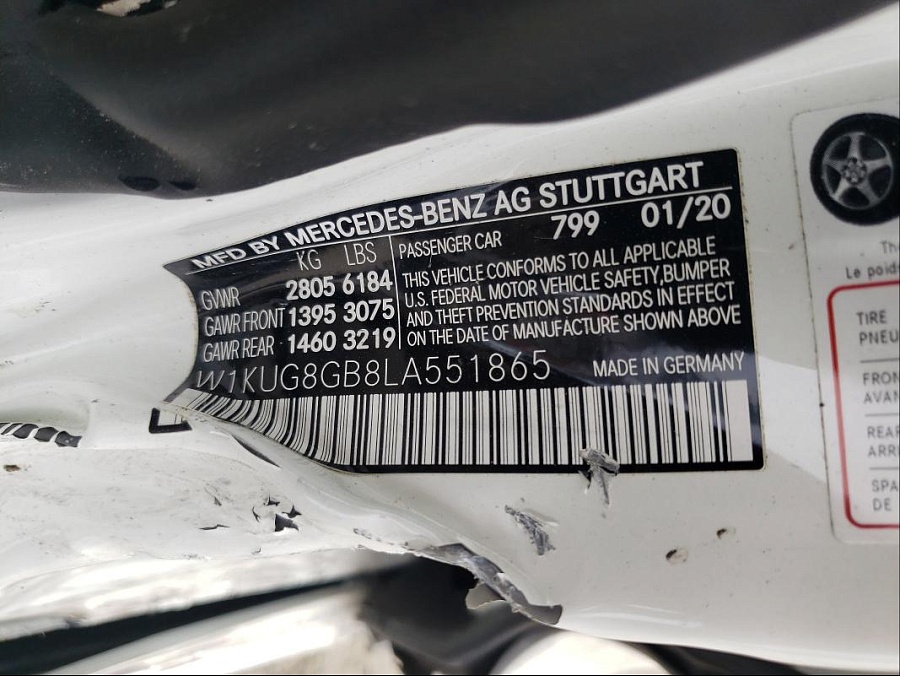 MFD BY MERCEDES-BENZ AG STUTTGART
KG LBS
GVWR 2805 6184
GAWR FRONT 1395 3075
GAWR REAR 1460 3219
PASSENGER CAR 799 01/20
THIS VEHICLE CONFORMS TO ALL APPLICABLE
U.S. FEDERAL MOTOR VEHICLE SAFETY,BUMPER
AND THEFT PREVENTION STANDARDS IN EFFECT
ON THE DATE OF MANUFACTURE SHOWN ABOVE
W1KUG8GB8LA551865
MADE IN GERMANY
Th
Le poid
TIRE
PNEU
FRON
AVAN
REAR
ARRI
SPA
DE